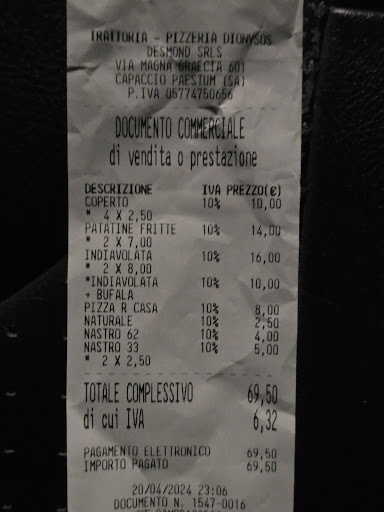 TRATTORIA - PIZZERIA DIONYSOS
DESMOND SRLS
VIA MAGNA GRAECIA 601
CAPACCIO PAESTUM (SA)
P.IVA 05774750656
DOCUMENTO COMMERCIALE
di vendita o prestazione
DESCRIZIONE IVA PREZZO(€)
COPERTO 10% 10,00
* 4 X 2,50
PATATINE FRITTE 10% 14,00
* 2 X 7,00
INDIAVOLATA 10% 16,00
* 2 X 8,00
*INDIAVOLATA 10% 10,00
+ BUFALA
PIZZA R CASA 10% 8,00
NATURALE 10% 2,50
NASTRO 62 10% 4,00
NASTRO 33 10% 5,00
* 2 X 2,50
TOTALE COMPLESSIVO 69,50
di cui IVA 6,32
PAGAMENTO ELETTRONICO 69,50
IMPORTO PAGATO 69,50
20/04/2024 23:06
DOCUMENTO N. 1547-0016